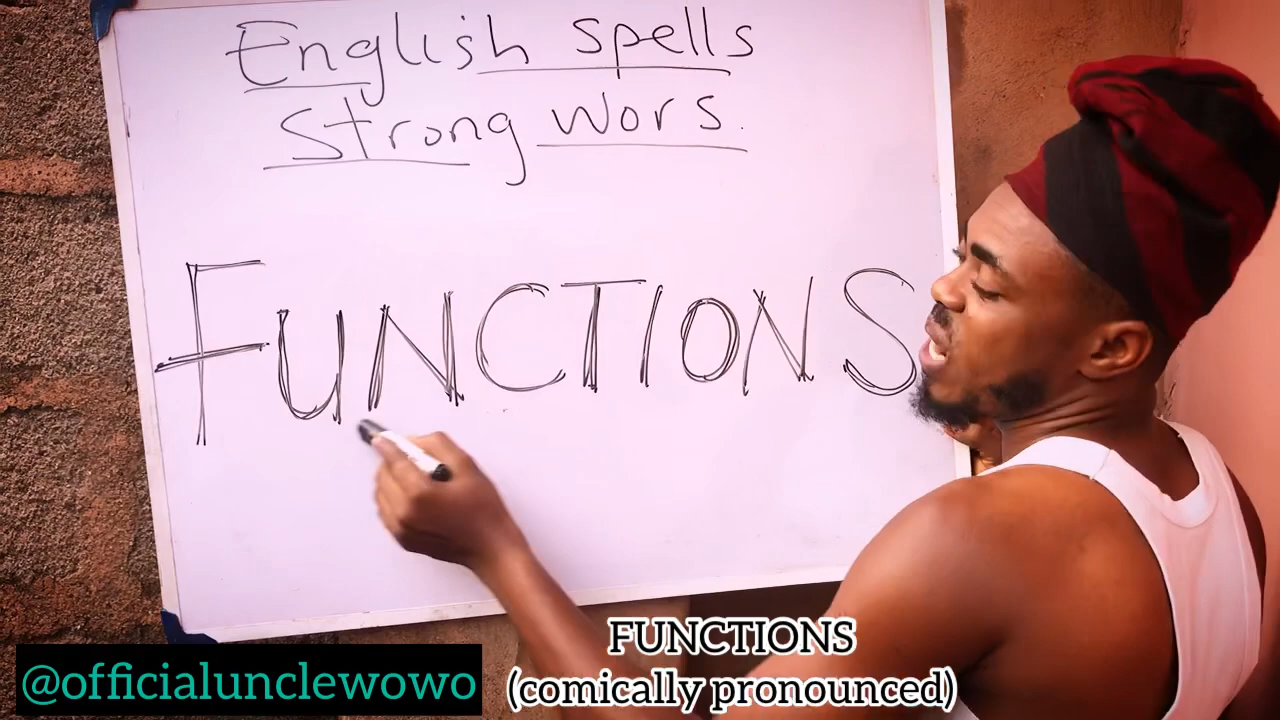 English spells
Strong wors.
FUNCTIONS
FUNCTIONS
(comically pronounced)
@officialunclewowo